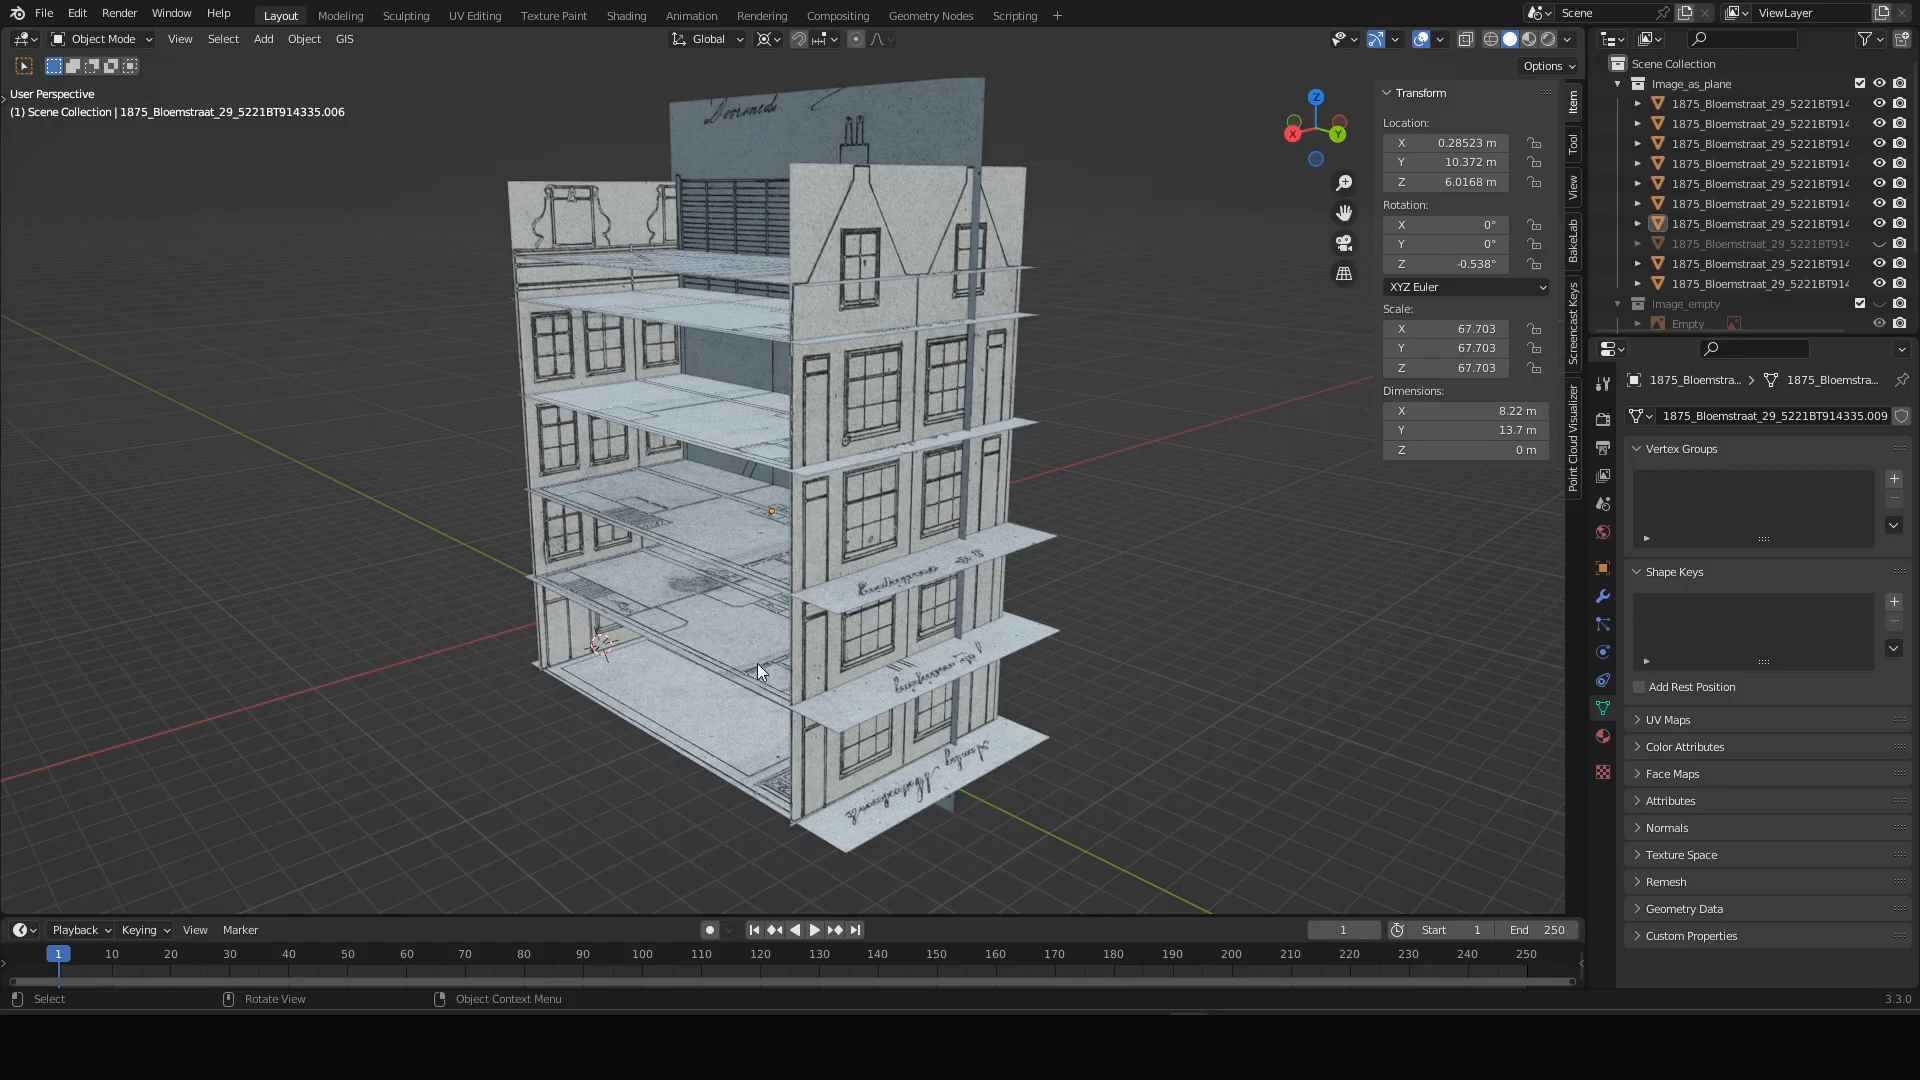 File Edit Render Window Help Layout Modeling Sculpting UV Editing Texture Paint Shading Animation Rendering Compositing Geometry Nodes Scripting + Scene ViewLayer
Object Mode View Select Add Object GIS Global
Options
User Perspective
(1) Scene Collection | 1875_Bloemstraat_29_5221BT914335.006
Doorsnede
Z
X
Y
Transform
Location:
X 0.28523 m
Y 10.372 m
Z 6.0168 m
Rotation:
X 0°
Y 0°
Z -0.538°
XYZ Euler
Scale:
X 67.703
Y 67.703
Z 67.703
Dimensions:
X 8.22 m
Y 13.7 m
Z 0 m
Item
Tool
View
BakeLab
Screencast Keys
Point Cloud Visualizer
Scene Collection
Image_as_plane
1875_Bloemstraat_29_5221BT914
1875_Bloemstraat_29_5221BT914
1875_Bloemstraat_29_5221BT914
1875_Bloemstraat_29_5221BT914
1875_Bloemstraat_29_5221BT914
1875_Bloemstraat_29_5221BT914
1875_Bloemstraat_29_5221BT914
1875_Bloemstraat_29_5221BT914
1875_Bloemstraat_29_5221BT914
1875_Bloemstraat_29_5221BT914
Image_empty
Empty
1875_Bloemstra... 1875_Bloemstra...
1875_Bloemstraat_29_5221BT914335.009
Vertex Groups
Shape Keys
Add Rest Position
UV Maps
Color Attributes
Face Maps
Attributes
Normals
Texture Space
Remesh
Geometry Data
Custom Properties
Playback Keying View Marker 1 Start 1 End 250
1 10 20 30 40 50 60 70 80 90 100 110 120 130 140 150 160 170 180 190 200 210 220 230 240 250
Select Rotate View Object Context Menu 3.3.0